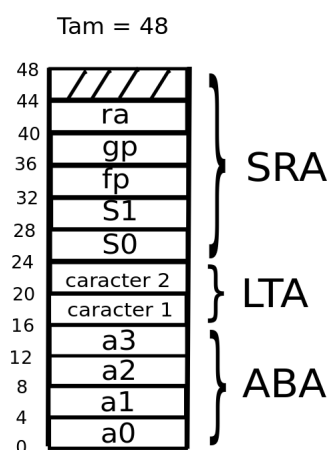 Tam = 48
48
44
ra
40
gp
36
fp
SRA
32
S1
28
S0
24
caracter 2
LTA
20
caracter 1
16
a3
12
a2
ABA
8
a1
4
a0
0